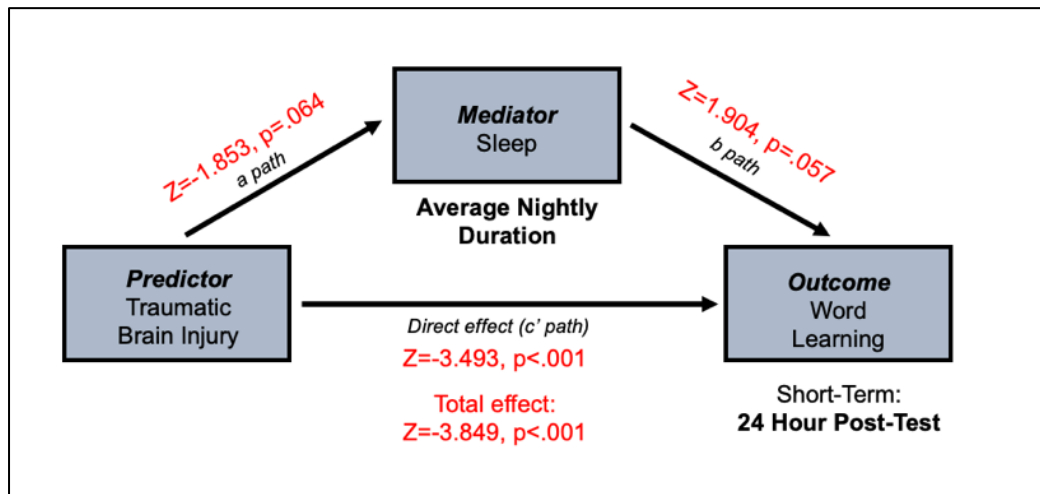 Mediator
Sleep
Average Nightly
Duration
Z=-1.853, p=.064
a path
Z=1.904, p=.057
b path
Predictor
Traumatic
Brain Injury
Direct effect (c' path)
Z=-3.493, p<.001
Total effect:
Z=-3.849, p<.001
Outcome
Word
Learning
Short-Term:
24 Hour Post-Test